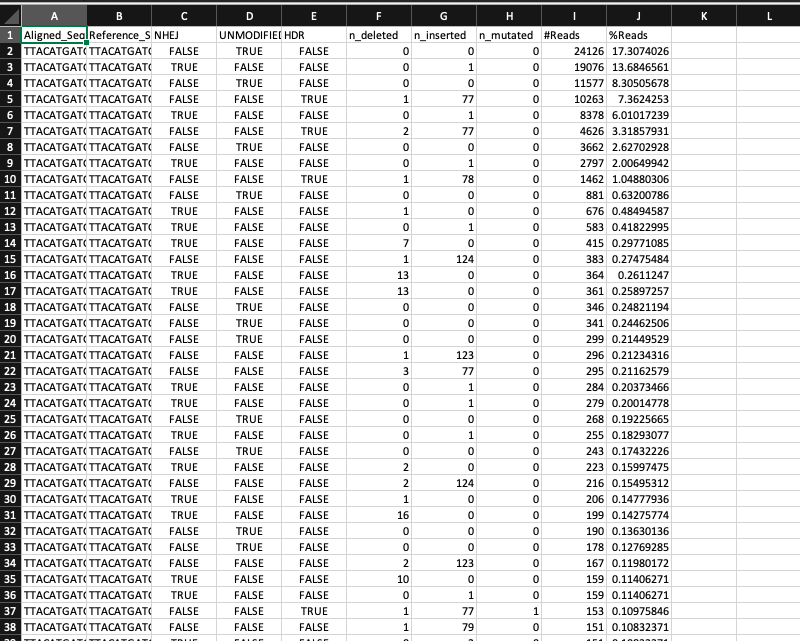 A B C D E F G H I J K L
1 Aligned_Seq Reference_S NHEJ UNMODIFIE HDR n_deleted n_inserted n_mutated #Reads %Reads
2 TTACATGATC TTACATGATC FALSE TRUE FALSE 0 0 0 24126 17.3074026
3 TTACATGATC TTACATGATC TRUE FALSE FALSE 0 1 0 19076 13.6846561
4 TTACATGATC TTACATGATC FALSE TRUE FALSE 0 0 0 11577 8.30505678
5 TTACATGATC TTACATGATC FALSE FALSE TRUE 1 77 0 10263 7.3624253
6 TTACATGATC TTACATGATC TRUE FALSE FALSE 0 1 0 8378 6.01017239
7 TTACATGATC TTACATGATC FALSE FALSE TRUE 2 77 0 4626 3.31857931
8 TTACATGATC TTACATGATC FALSE TRUE FALSE 0 0 0 3662 2.62702928
9 TTACATGATC TTACATGATC TRUE FALSE FALSE 0 1 0 2797 2.00649942
10 TTACATGATC TTACATGATC FALSE FALSE TRUE 1 78 0 1462 1.04880306
11 TTACATGATC TTACATGATC FALSE TRUE FALSE 0 0 0 881 0.63200786
12 TTACATGATC TTACATGATC TRUE FALSE FALSE 1 0 0 676 0.48494587
13 TTACATGATC TTACATGATC TRUE FALSE FALSE 0 1 0 583 0.41822995
14 TTACATGATC TTACATGATC TRUE FALSE FALSE 7 0 0 415 0.29771085
15 TTACATGATC TTACATGATC FALSE FALSE FALSE 1 124 0 383 0.27475484
16 TTACATGATC TTACATGATC TRUE FALSE FALSE 13 0 0 364 0.2611247
17 TTACATGATC TTACATGATC TRUE FALSE FALSE 13 0 0 361 0.25897257
18 TTACATGATC TTACATGATC FALSE TRUE FALSE 0 0 0 346 0.24821194
19 TTACATGATC TTACATGATC FALSE TRUE FALSE 0 0 0 341 0.24462506
20 TTACATGATC TTACATGATC FALSE TRUE FALSE 0 0 0 299 0.21449529
21 TTACATGATC TTACATGATC FALSE FALSE FALSE 1 123 0 296 0.21234316
22 TTACATGATC TTACATGATC FALSE FALSE FALSE 3 77 0 295 0.21162579
23 TTACATGATC TTACATGATC TRUE FALSE FALSE 0 1 0 284 0.20373466
24 TTACATGATC TTACATGATC TRUE FALSE FALSE 0 1 0 279 0.20014778
25 TTACATGATC TTACATGATC FALSE TRUE FALSE 0 0 0 268 0.19225665
26 TTACATGATC TTACATGATC TRUE FALSE FALSE 0 1 0 255 0.18293077
27 TTACATGATC TTACATGATC FALSE TRUE FALSE 0 0 0 243 0.17432226
28 TTACATGATC TTACATGATC TRUE FALSE FALSE 2 0 0 223 0.15997475
29 TTACATGATC TTACATGATC FALSE FALSE FALSE 2 124 0 216 0.15495312
30 TTACATGATC TTACATGATC TRUE FALSE FALSE 1 0 0 206 0.14777936
31 TTACATGATC TTACATGATC TRUE FALSE FALSE 16 0 0 199 0.14275774
32 TTACATGATC TTACATGATC FALSE TRUE FALSE 0 0 0 190 0.13630136
33 TTACATGATC TTACATGATC FALSE TRUE FALSE 0 0 0 178 0.12769285
34 TTACATGATC TTACATGATC FALSE FALSE FALSE 2 123 0 167 0.11980172
35 TTACATGATC TTACATGATC TRUE FALSE FALSE 10 0 0 159 0.11406271
36 TTACATGATC TTACATGATC TRUE FALSE FALSE 0 1 0 159 0.11406271
37 TTACATGATC TTACATGATC FALSE FALSE TRUE 1 77 1 153 0.10975846
38 TTACATGATC TTACATGATC FALSE FALSE FALSE 1 79 0 151 0.10832371